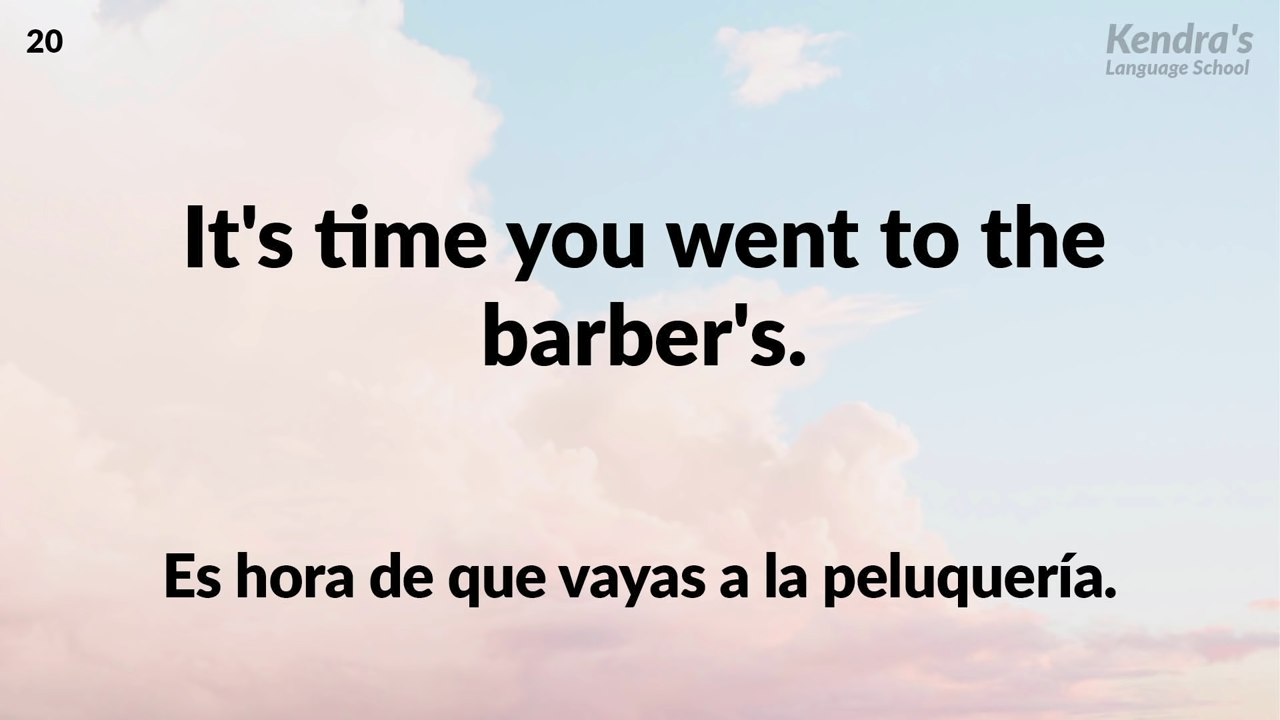 20
Kendra's
Language School
It's time you went to the
barber's.
Es hora de que vayas a la peluquería.